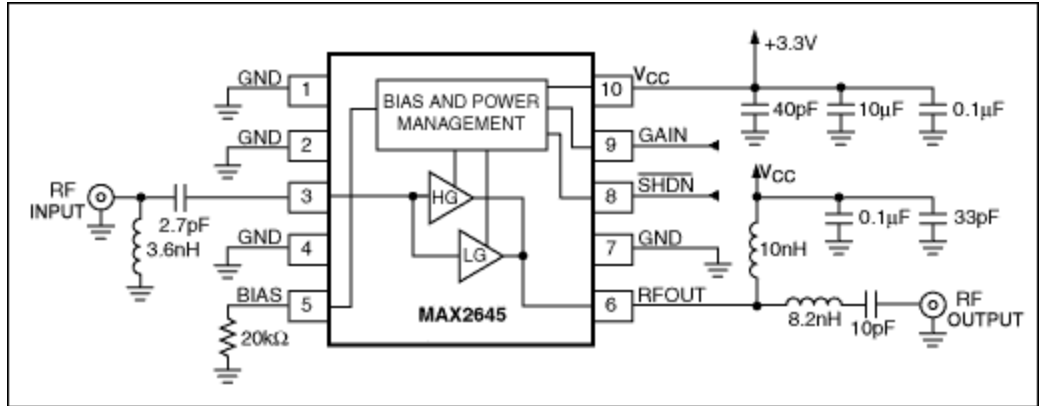 GND
1
BIAS AND POWER
MANAGEMENT
10
VCC
+3.3V
40pF
10µF
0.1µF
GND
2
9
GAIN
RF
INPUT
2.7pF
3.6nH
3
HG
8
SHDN
VCC
0.1µF
33pF
GND
4
LG
7
GND
10nH
BIAS
5
20kΩ
MAX2645
6
RFOUT
8.2nH
10pF
RF
OUTPUT